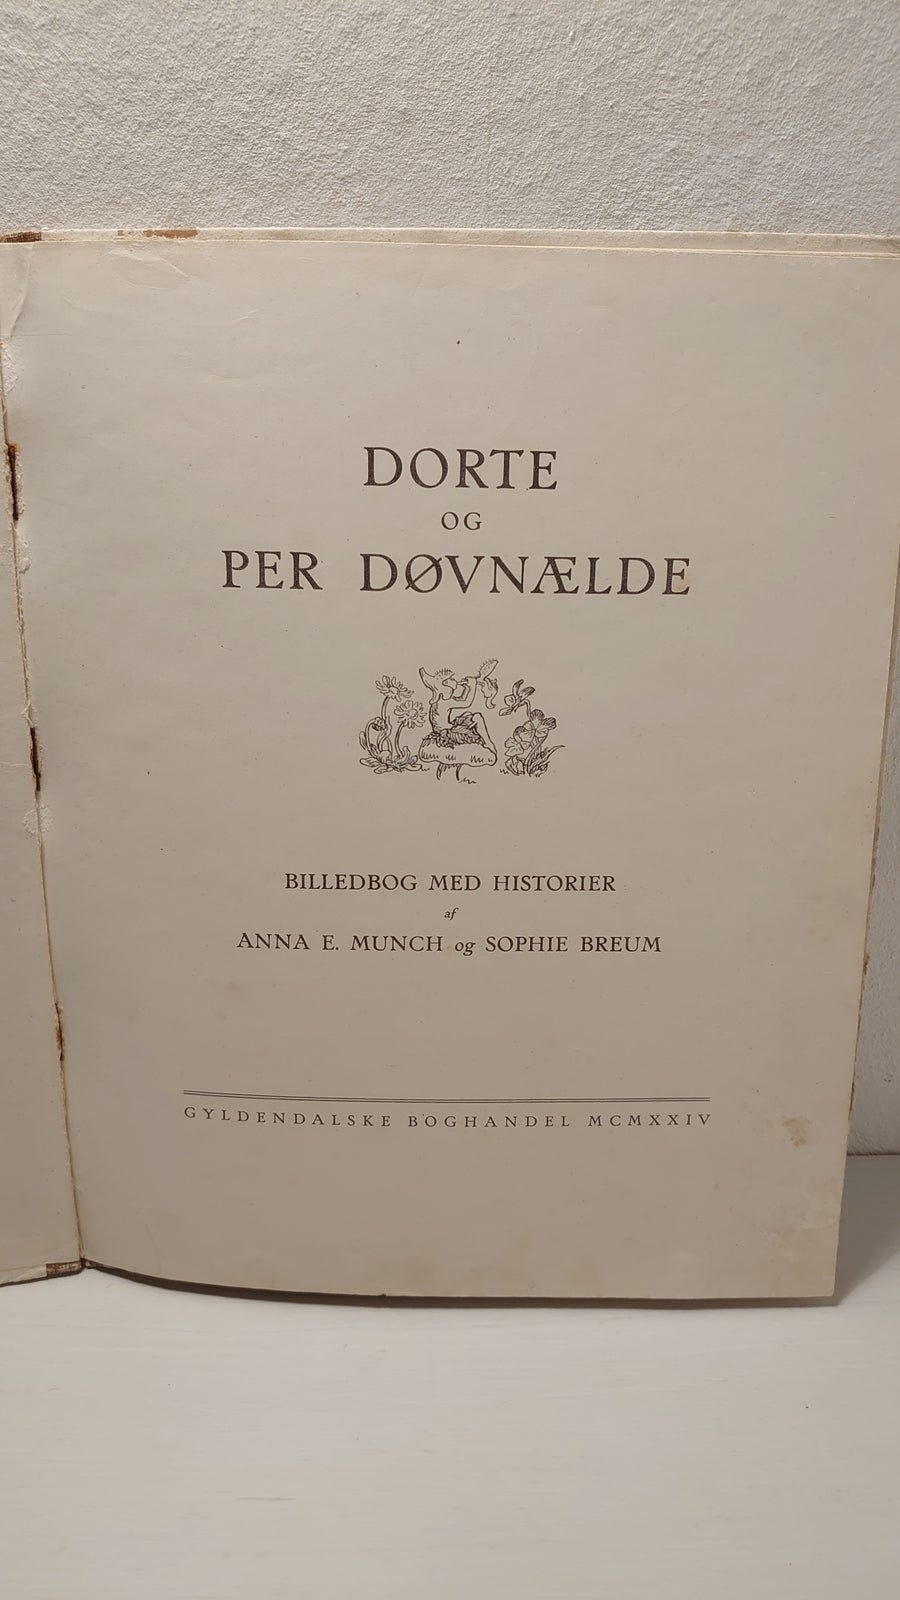 DORTE
OG
PER DØVNÆLDE
BILLEDBOG MED HISTORIER
af
ANNA E. MUNCH og SOPHIE BREUM
GYLDENDALSKE BOGHANDEL MCMXXIV